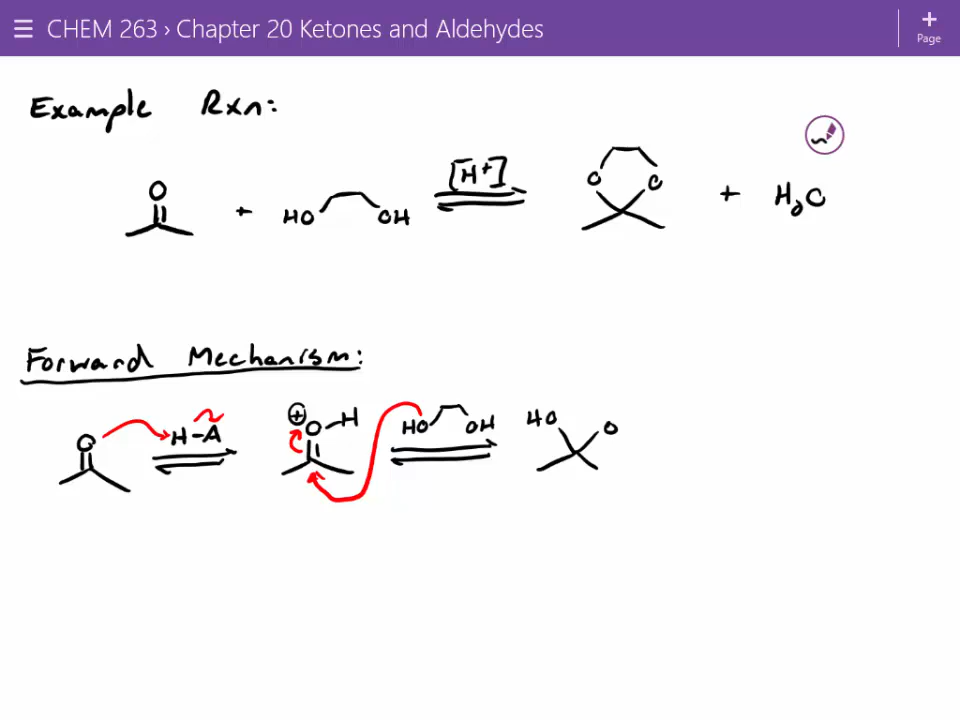 ☰ CHEM 263 › Chapter 20 Ketones and Aldehydes
+
Page
Example Rxn:
O + HO OH [H+] O O + H2O
Forward Mechanism:
O H-A ⊕ O-H HO OH HO O